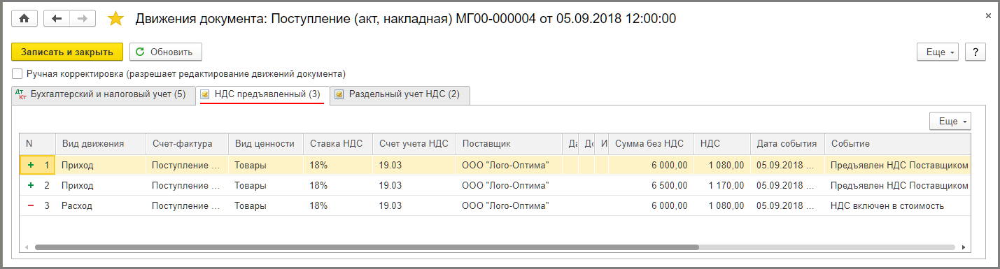 Движения документа: Поступление (акт, накладная) МГ00-000004 от 05.09.2018 12:00:00
Записать и закрыть Обновить Еще ?
Ручная корректировка (разрешает редактирование движений документа)
Дт Кт Бухгалтерский и налоговый учет (5) НДС предъявленный (3) Раздельный учет НДС (2)
Еще
N Вид движения Счет-фактура Вид ценности Ставка НДС Счет учета НДС Поставщик Да До И Сумма без НДС НДС Дата события Событие
+ 1 Приход Поступление ... Товары 18% 19.03 ООО "Лого-Оптима" 6 000,00 1 080,00 05.09.2018 ... Предъявлен НДС Поставщиком
+ 2 Приход Поступление ... Товары 18% 19.03 ООО "Лого-Оптима" 6 500,00 1 170,00 05.09.2018 ... Предъявлен НДС Поставщиком
− 3 Расход Поступление ... Товары 18% 19.03 ООО "Лого-Оптима" 6 000,00 1 080,00 05.09.2018 ... НДС включен в стоимость